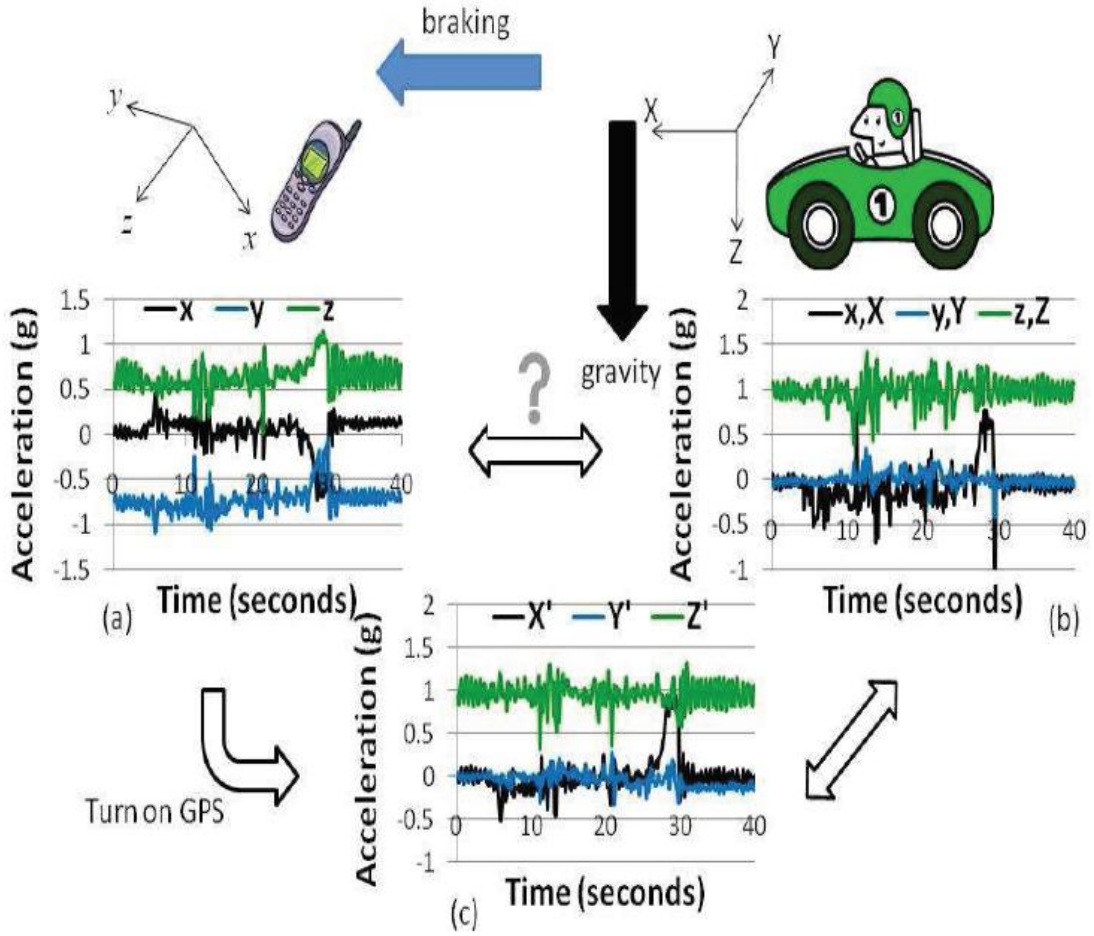 braking
y
z
x
X
Y
Z
1
1
gravity
?
x y z
Acceleration (g)
1.5
1
0.5
0
-0.5
-1
-1.5
0 10 20 30 40
Time (seconds)
(a)
x,X y,Y z,Z
Acceleration (g)
2
1.5
1
0.5
0
-0.5
-1
0 10 20 30 40
Time (seconds)
(b)
Turn on GPS
X' Y' Z'
Acceleration (g)
2
1.5
1
0.5
0
-0.5
-1
0 10 20 30 40
Time (seconds)
(c)